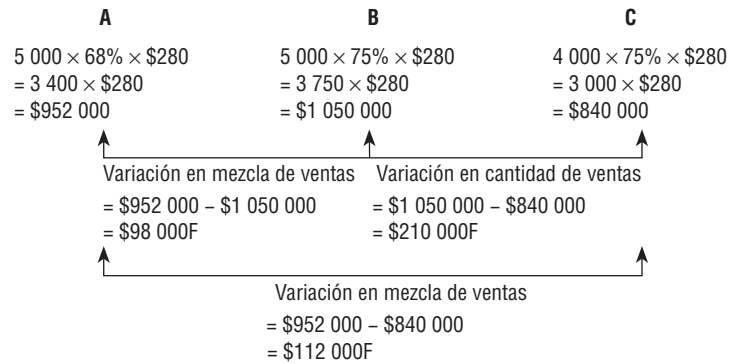 A B C
5 000 × 68% × $280 5 000 × 75% × $280 4 000 × 75% × $280
= 3 400 × $280 = 3 750 × $280 = 3 000 × $280
= $952 000 = $1 050 000 = $840 000
Variación en mezcla de ventas Variación en cantidad de ventas
= $952 000 – $1 050 000 = $1 050 000 – $840 000
= $98 000F = $210 000F
Variación en mezcla de ventas
= $952 000 – $840 000
= $112 000F